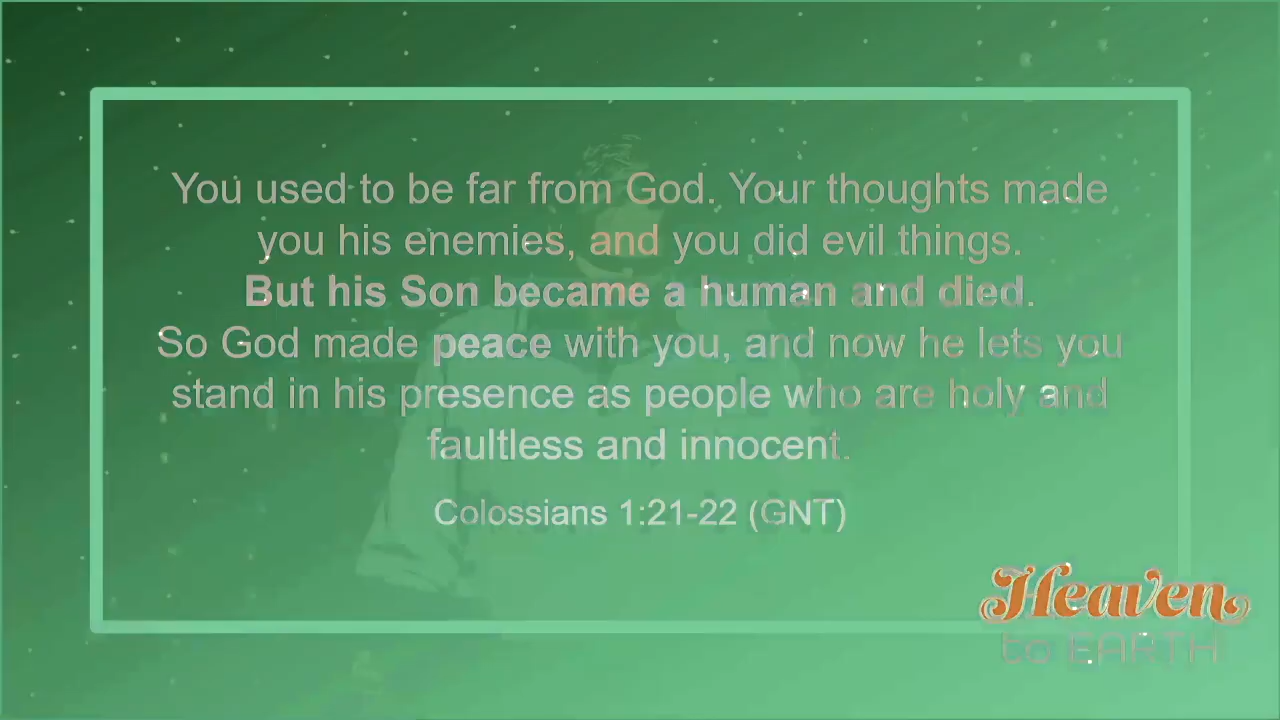 You used to be far from God. Your thoughts made
you his enemies, and you did evil things.
But his Son became a human and died.
So God made peace with you, and now he lets you
stand in his presence as people who are holy and
faultless and innocent.
Colossians 1:21-22 (GNT)
Heaven
to EARTH